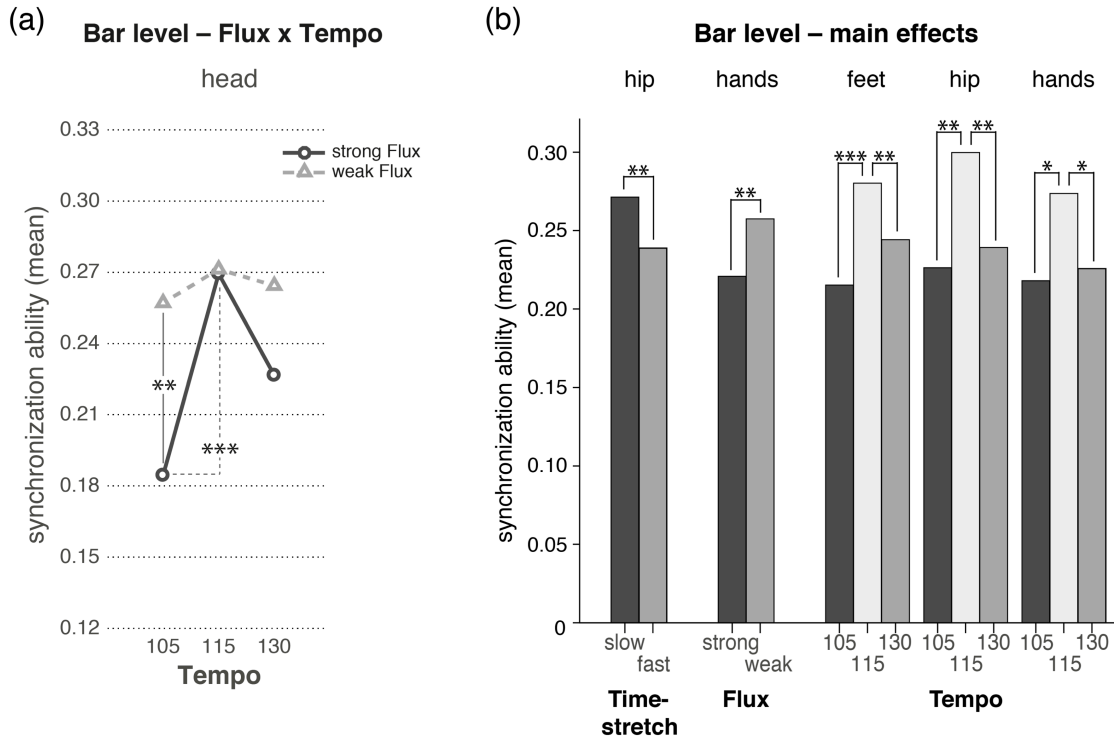 (a)
Bar level – Flux x Tempo
head
synchronization ability (mean)
0.33
0.30
0.27
0.24
0.21
0.18
0.15
0.12
strong Flux
weak Flux
**
***
105 115 130
Tempo
(b)
Bar level – main effects
hip hands feet hip hands
synchronization ability (mean)
0.30
0.25
0.20
0.15
0.10
0.05
0
** ** *** ** ** ** * *
slow strong 105 130 105 130 105 130
fast weak 115 115 115
Time- Flux Tempo
stretch